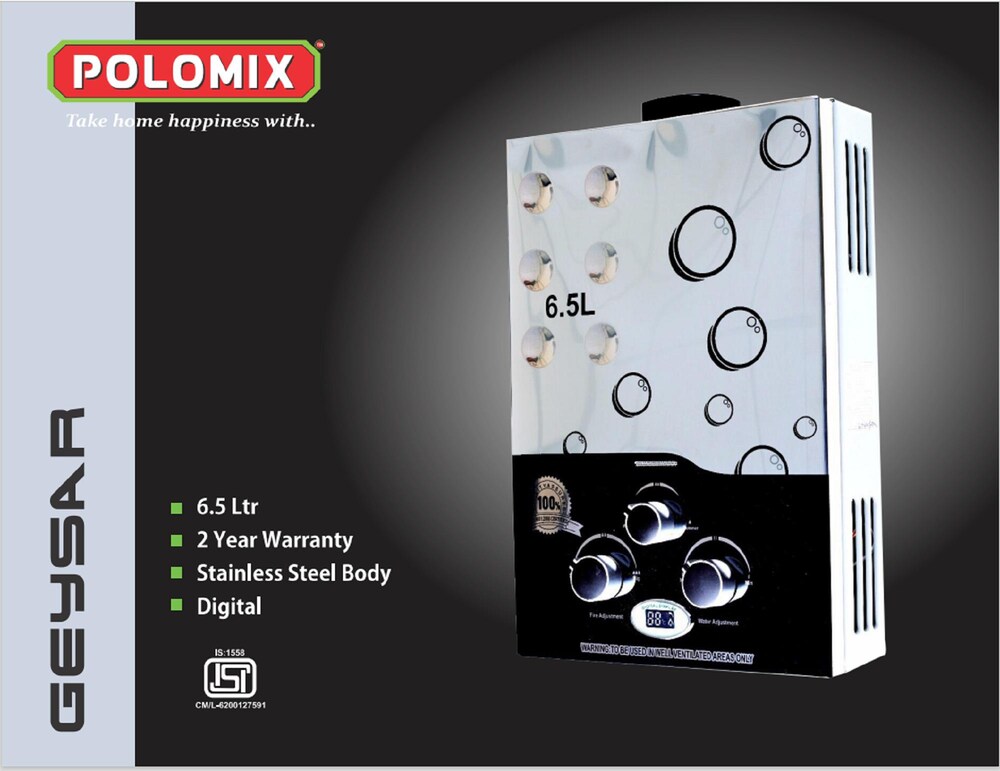 POLOMIX
Take home happiness with..
GEYSAR
6.5 Ltr
2 Year Warranty
Stainless Steel Body
Digital
IS:1558
ISI
CM/L-6200127591
6.5L
100%
Fire Adjustment
Water Adjustment
88
WARNING:TO BE USED IN WELL VENTILATED AREAS ONLY